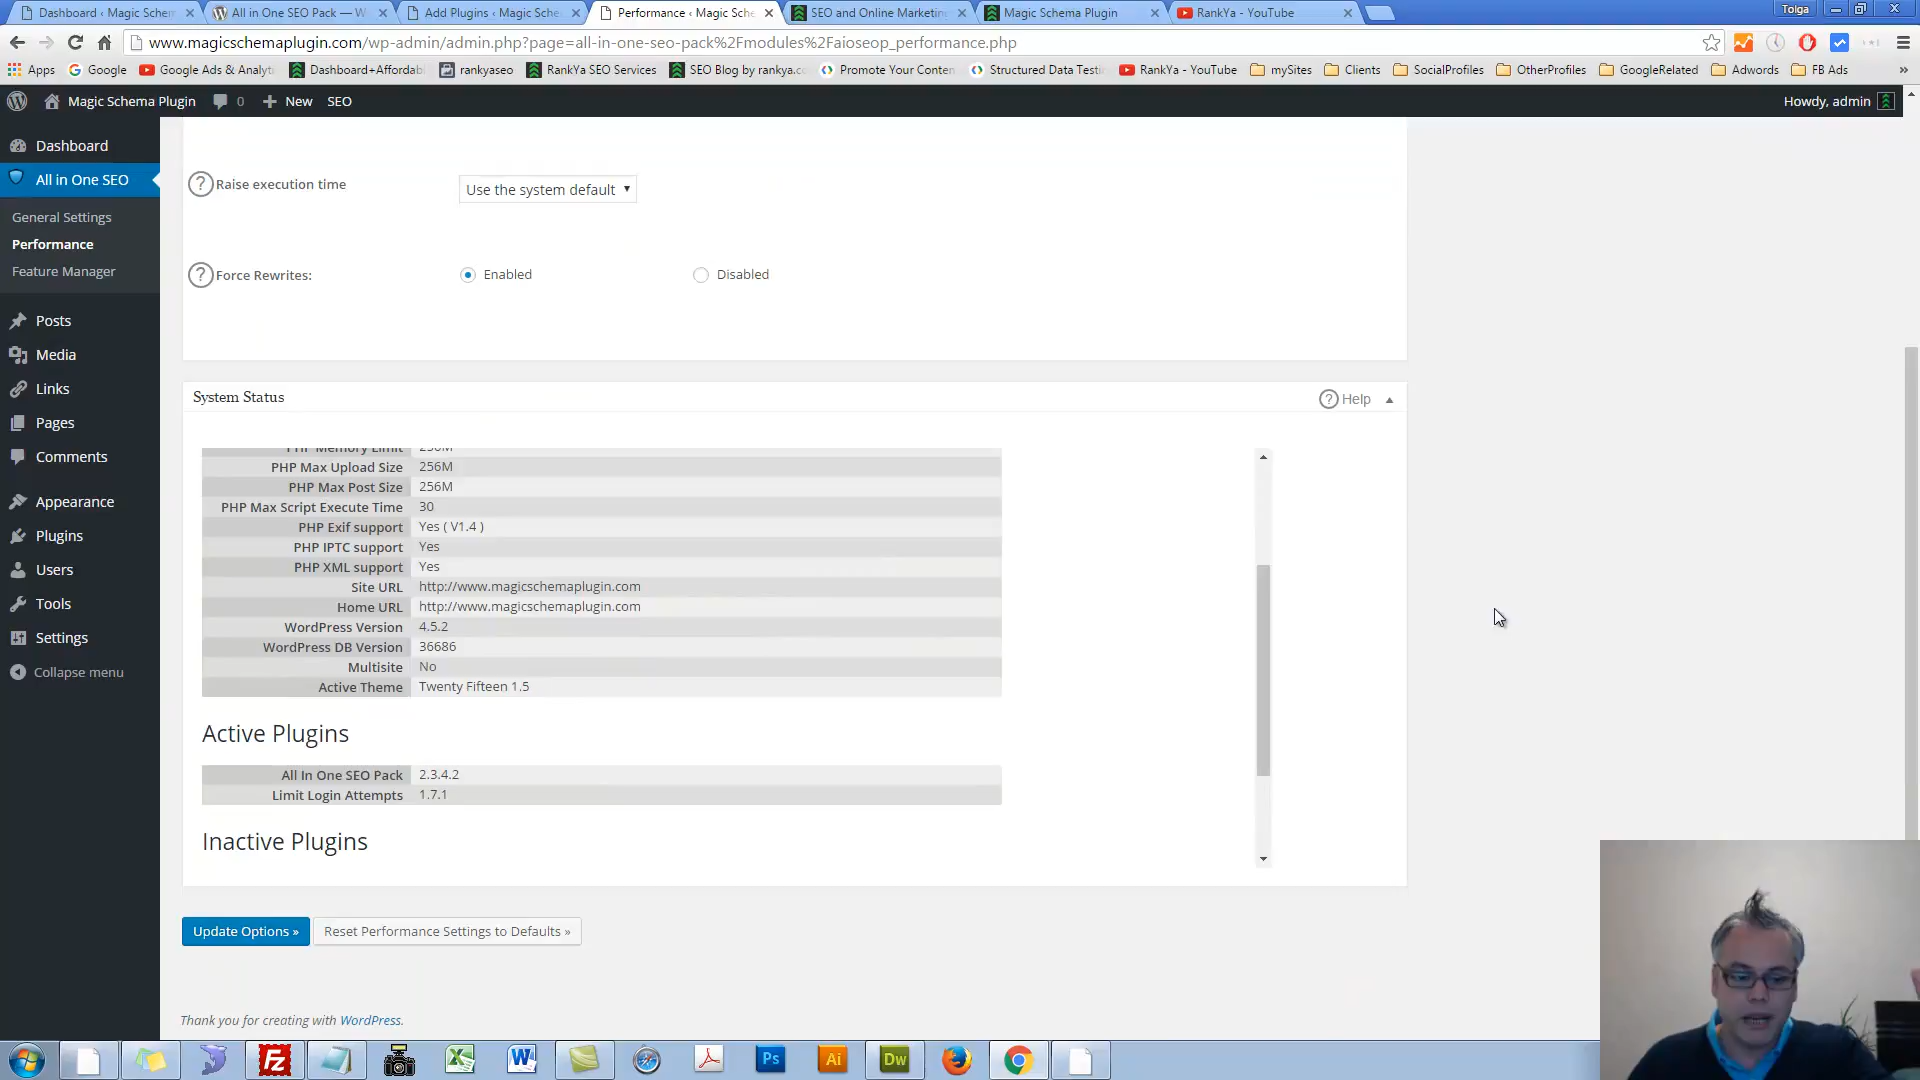 Dashboard ‹ Magic Schem
All in One SEO Pack — W
Add Plugins ‹ Magic Sche
Performance ‹ Magic Sche
SEO and Online Marketin
Magic Schema Plugin
RankYa - YouTube
Tolga
www.magicschemaplugin.com/wp-admin/admin.php?page=all-in-one-seo-pack%2Fmodules%2Faioseop_performance.php
Apps
Google
Google Ads & Analyti
Dashboard+Affordab
rankyaseo
RankYa SEO Services
SEO Blog by rankya.co
Promote Your Conten
Structured Data Testi
RankYa - YouTube
mySites
Clients
SocialProfiles
OtherProfiles
GoogleRelated
Adwords
FB Ads
»
Magic Schema Plugin
0
New
SEO
Howdy, admin
Dashboard
All in One SEO
General Settings
Performance
Feature Manager
Posts
Media
Links
Pages
Comments
Appearance
Plugins
Users
Tools
Settings
Collapse menu
? Raise execution time
Use the system default
? Force Rewrites:
Enabled
Disabled
System Status
? Help
PHP Memory Limit 256M
PHP Max Upload Size 256M
PHP Max Post Size 256M
PHP Max Script Execute Time 30
PHP Exif support Yes ( V1.4 )
PHP IPTC support Yes
PHP XML support Yes
Site URL http://www.magicschemaplugin.com
Home URL http://www.magicschemaplugin.com
WordPress Version 4.5.2
WordPress DB Version 36686
Multisite No
Active Theme Twenty Fifteen 1.5
Active Plugins
All In One SEO Pack 2.3.4.2
Limit Login Attempts 1.7.1
Inactive Plugins
Update Options »
Reset Performance Settings to Defaults »
Thank you for creating with WordPress.
Fz
W
Ps
Ai
Dw